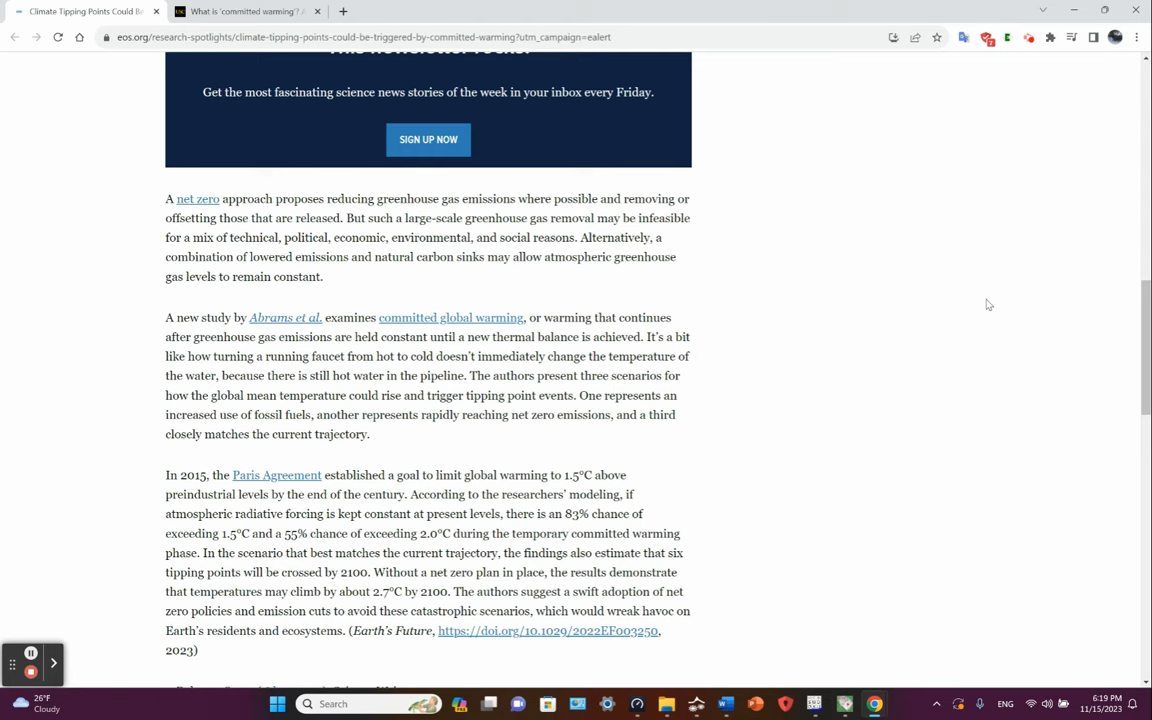 Climate Tipping Points Could Be
What is 'committed warming'? A
eos.org/research-spotlights/climate-tipping-points-could-be-triggered-by-committed-warming?utm_campaign=ealert
Get the most fascinating science news stories of the week in your inbox every Friday.
SIGN UP NOW
A net zero approach proposes reducing greenhouse gas emissions where possible and removing or
offsetting those that are released. But such a large-scale greenhouse gas removal may be infeasible
for a mix of technical, political, economic, environmental, and social reasons. Alternatively, a
combination of lowered emissions and natural carbon sinks may allow atmospheric greenhouse
gas levels to remain constant.
A new study by Abrams et al. examines committed global warming, or warming that continues
after greenhouse gas emissions are held constant until a new thermal balance is achieved. It's a bit
like how turning a running faucet from hot to cold doesn't immediately change the temperature of
the water, because there is still hot water in the pipeline. The authors present three scenarios for
how the global mean temperature could rise and trigger tipping point events. One represents an
increased use of fossil fuels, another represents rapidly reaching net zero emissions, and a third
closely matches the current trajectory.
In 2015, the Paris Agreement established a goal to limit global warming to 1.5°C above
preindustrial levels by the end of the century. According to the researchers' modeling, if
atmospheric radiative forcing is kept constant at present levels, there is an 83% chance of
exceeding 1.5°C and a 55% chance of exceeding 2.0°C during the temporary committed warming
phase. In the scenario that best matches the current trajectory, the findings also estimate that six
tipping points will be crossed by 2100. Without a net zero plan in place, the results demonstrate
that temperatures may climb by about 2.7°C by 2100. The authors suggest a swift adoption of net
zero policies and emission cuts to avoid these catastrophic scenarios, which would wreak havoc on
Earth's residents and ecosystems. (Earth's Future, https://doi.org/10.1029/2022EF003250,
2023)
26°F
Cloudy
Search
ENG
6:19 PM
11/15/2023